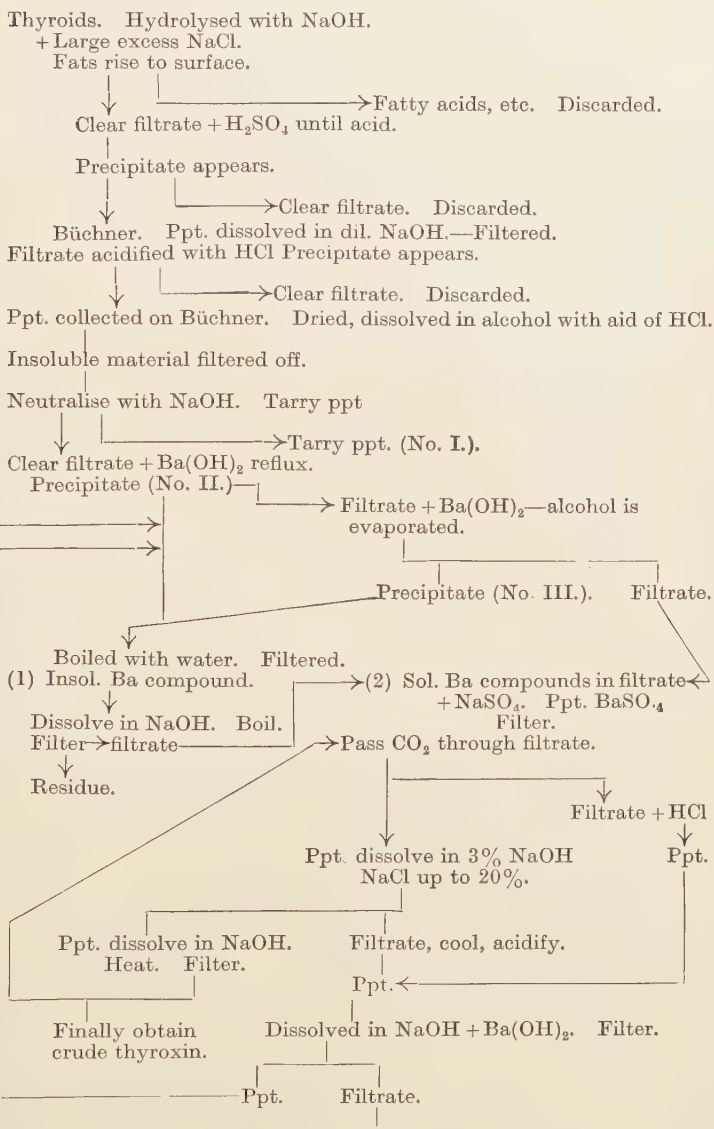 Thyroids. Hydrolysed with NaOH.
+ Large excess NaCl.
Fats rise to surface.
Fatty acids, etc. Discarded.
Clear filtrate + H₂SO₄ until acid.
Precipitate appears.
Clear filtrate. Discarded.
Büchner. Ppt. dissolved in dil. NaOH.—Filtered.
Filtrate acidified with HCl Precipitate appears.
Clear filtrate. Discarded.
Ppt. collected on Büchner. Dried, dissolved in alcohol with aid of HCl.
Insoluble material filtered off.
Neutralise with NaOH. Tarry ppt
Tarry ppt. (No. I.).
Clear filtrate + Ba(OH)₂ reflux.
Precipitate (No. II.)
Filtrate + Ba(OH)₂—alcohol is
evaporated.
Precipitate (No. III.). Filtrate.
Boiled with water. Filtered.
(1) Insol. Ba compound.
(2) Sol. Ba compounds in filtrate
+ NaSO₄. Ppt. BaSO.₄
Filter.
Dissolve in NaOH. Boil.
Filter→filtrate
Pass CO₂ through filtrate.
Residue.
Filtrate + HCl
Ppt. dissolve in 3% NaOH
NaCl up to 20%.
Ppt.
Ppt. dissolve in NaOH.
Heat. Filter.
Filtrate, cool, acidify.
Ppt.
Finally obtain
crude thyroxin.
Dissolved in NaOH + Ba(OH)₂. Filter.
Ppt. Filtrate.